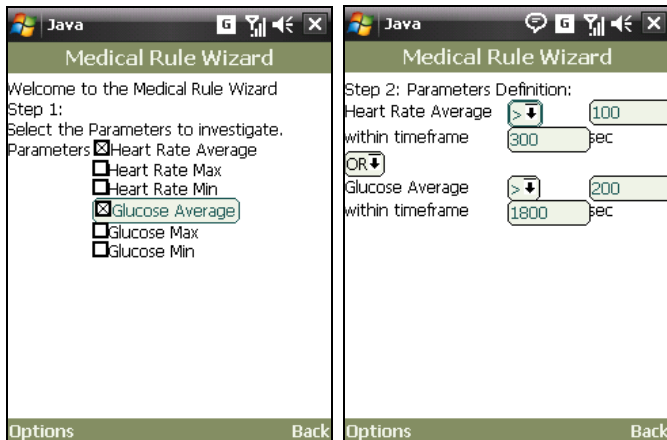 Java
G
Medical Rule Wizard
Welcome to the Medical Rule Wizard
Step 1:
Select the Parameters to investigate.
Parameters Heart Rate Average
Heart Rate Max
Heart Rate Min
Glucose Average
Glucose Max
Glucose Min
Options Back
Java
G
Medical Rule Wizard
Step 2: Parameters Definition:
Heart Rate Average > 100
within timeframe 300 sec
OR
Glucose Average > 200
within timeframe 1800 sec
Options Back